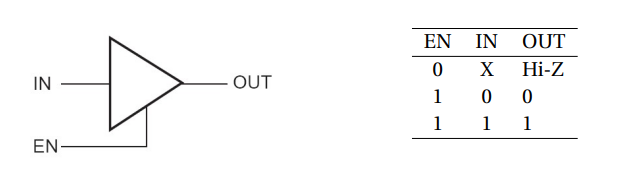 IN
OUT
EN
EN IN OUT
0 X Hi-Z
1 0 0
1 1 1